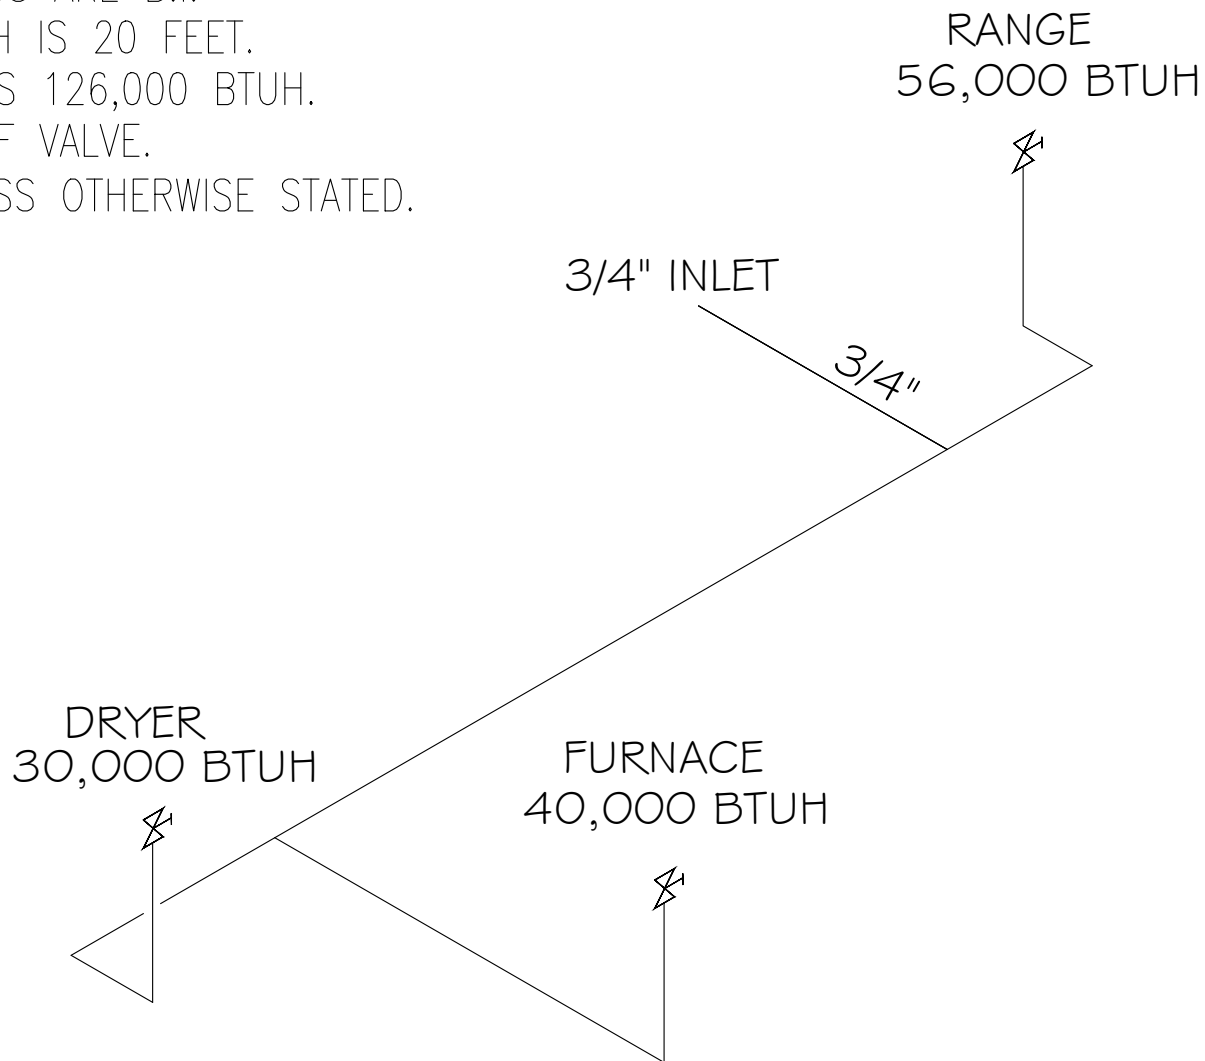 H IS 20 FEET.
S 126,000 BTUH.
F VALVE.
SS OTHERWISE STATED.
RANGE
56,000 BTUH
3/4" INLET
3/4"
DRYER
30,000 BTUH
FURNACE
40,000 BTUH